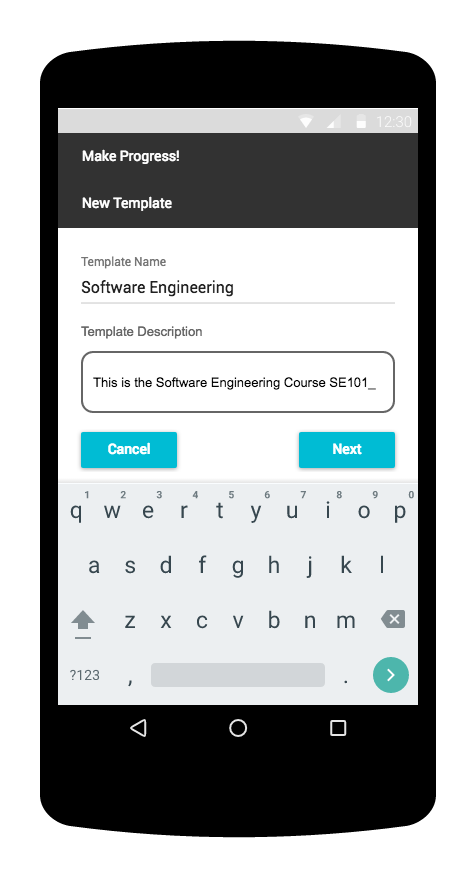 12:30
Make Progress!
New Template
Template Name
Software Engineering
Template Description
This is the Software Engineering Course SE101_
Cancel Next
1 2 3 4 5 6 7 8 9 0
q w e r t y u i o p
a s d f g h j k l
z x c v b n m
?123 , .